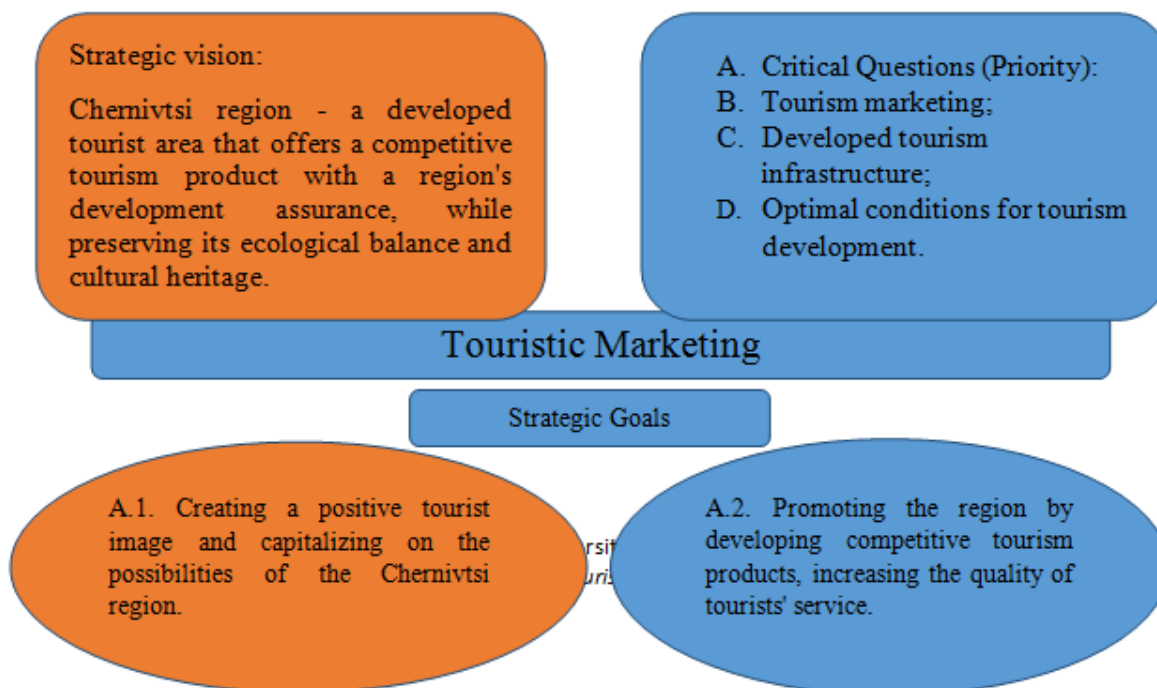 Strategic vision:
Chernivtsi region - a developed
tourist area that offers a competitive
tourism product with a region's
development assurance, while
preserving its ecological balance and
cultural heritage.
A. Critical Questions (Priority):
B. Tourism marketing;
C. Developed tourism
infrastructure;
D. Optimal conditions for tourism
development.
Touristic Marketing
Strategic Goals
A.1. Creating a positive tourist
image and capitalizing on the
possibilities of the Chernivtsi
region.
A.2. Promoting the region by
developing competitive tourism
products, increasing the quality of
tourists' service.